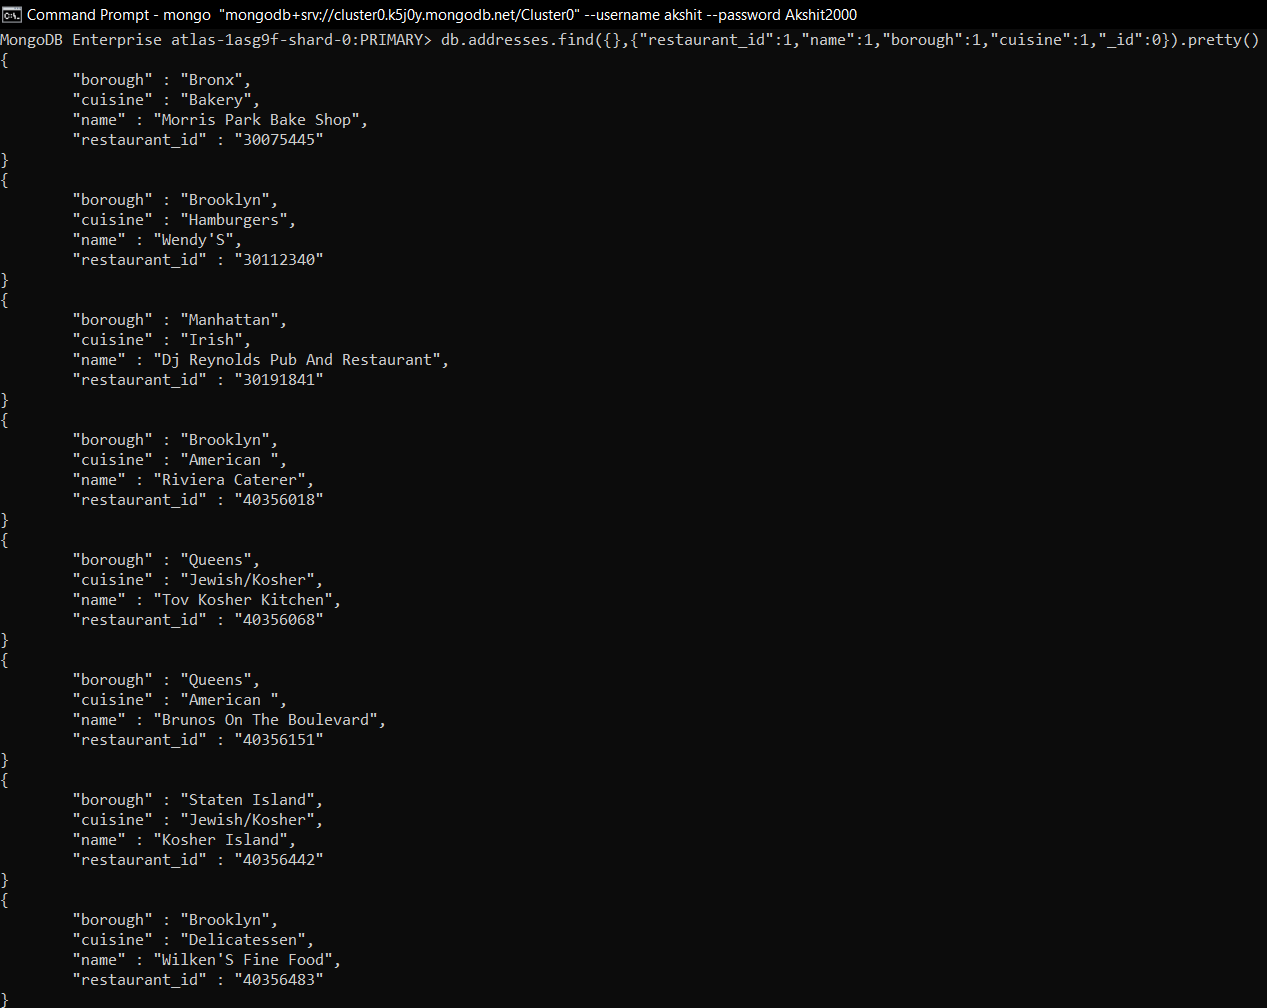 Command Prompt - mongo "mongodb+srv://cluster0.k5j0y.mongodb.net/Cluster0" --username akshit --password Akshit2000
MongoDB Enterprise atlas-1asg9f-shard-0:PRIMARY> db.addresses.find({},{"restaurant_id":1,"name":1,"borough":1,"cuisine":1,"_id":0}).pretty()
{
"borough" : "Bronx",
"cuisine" : "Bakery",
"name" : "Morris Park Bake Shop",
"restaurant_id" : "30075445"
}
{
"borough" : "Brooklyn",
"cuisine" : "Hamburgers",
"name" : "Wendy'S",
"restaurant_id" : "30112340"
}
{
"borough" : "Manhattan",
"cuisine" : "Irish",
"name" : "Dj Reynolds Pub And Restaurant",
"restaurant_id" : "30191841"
}
{
"borough" : "Brooklyn",
"cuisine" : "American ",
"name" : "Riviera Caterer",
"restaurant_id" : "40356018"
}
{
"borough" : "Queens",
"cuisine" : "Jewish/Kosher",
"name" : "Tov Kosher Kitchen",
"restaurant_id" : "40356068"
}
{
"borough" : "Queens",
"cuisine" : "American ",
"name" : "Brunos On The Boulevard",
"restaurant_id" : "40356151"
}
{
"borough" : "Staten Island",
"cuisine" : "Jewish/Kosher",
"name" : "Kosher Island",
"restaurant_id" : "40356442"
}
{
"borough" : "Brooklyn",
"cuisine" : "Delicatessen",
"name" : "Wilken'S Fine Food",
"restaurant_id" : "40356483"
}